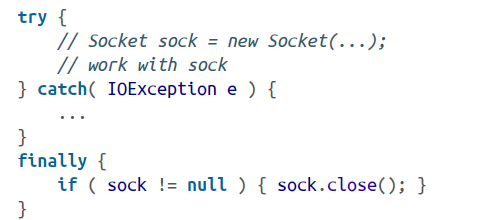 try {
    // Socket sock = new Socket(...);
    // work with sock
} catch( IOException e ) {
    ...
}
finally {
    if ( sock != null ) { sock.close(); }
}